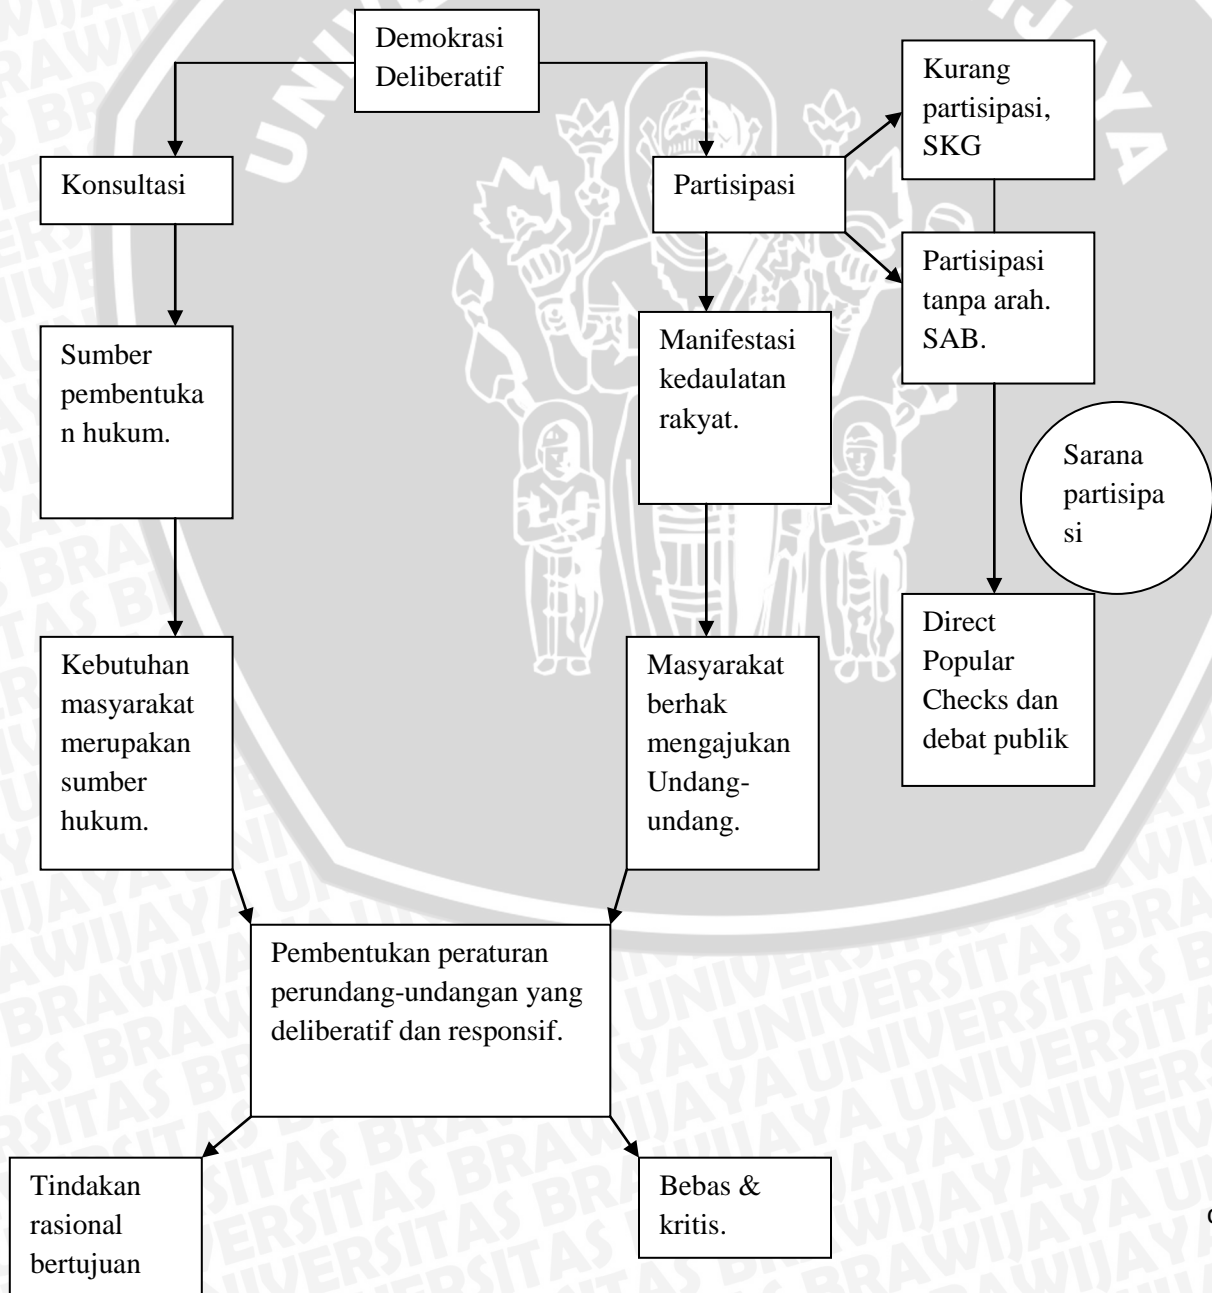 Demokrasi
Deliberatif
Kurang
partisipasi,
SKG
Konsultasi
Partisipasi
Partisipasi
tanpa arah.
SAB.
Sumber
pembentuka
n hukum.
Manifestasi
kedaulatan
rakyat.
Sarana
partisipa
si
Kebutuhan
masyarakat
merupakan
sumber
hukum.
Masyarakat
berhak
mengajukan
Undang-
undang.
Direct
Popular
Checks dan
debat publik
Pembentukan peraturan
perundang-undangan yang
deliberatif dan responsif.
Tindakan
rasional
bertujuan
Bebas &
kritis.